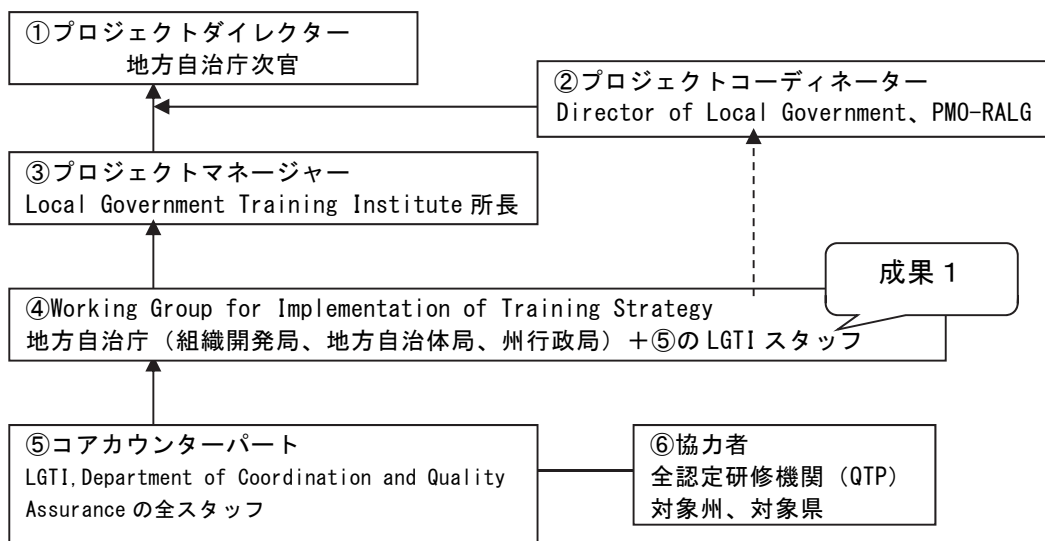 ①プロジェクトダイレクター
地方自治庁次官
②プロジェクトコーディネーター
Director of Local Government、PMO-RALG
③プロジェクトマネージャー
Local Government Training Institute 所長
成果１
④Working Group for Implementation of Training Strategy
地方自治庁（組織開発局、地方自治体局、州行政局）＋⑤の LGTI スタッフ
⑤コアカウンターパート
LGTI,Department of Coordination and Quality
Assurance の全スタッフ
⑥協力者
全認定研修機関（QTP）
対象州、対象県